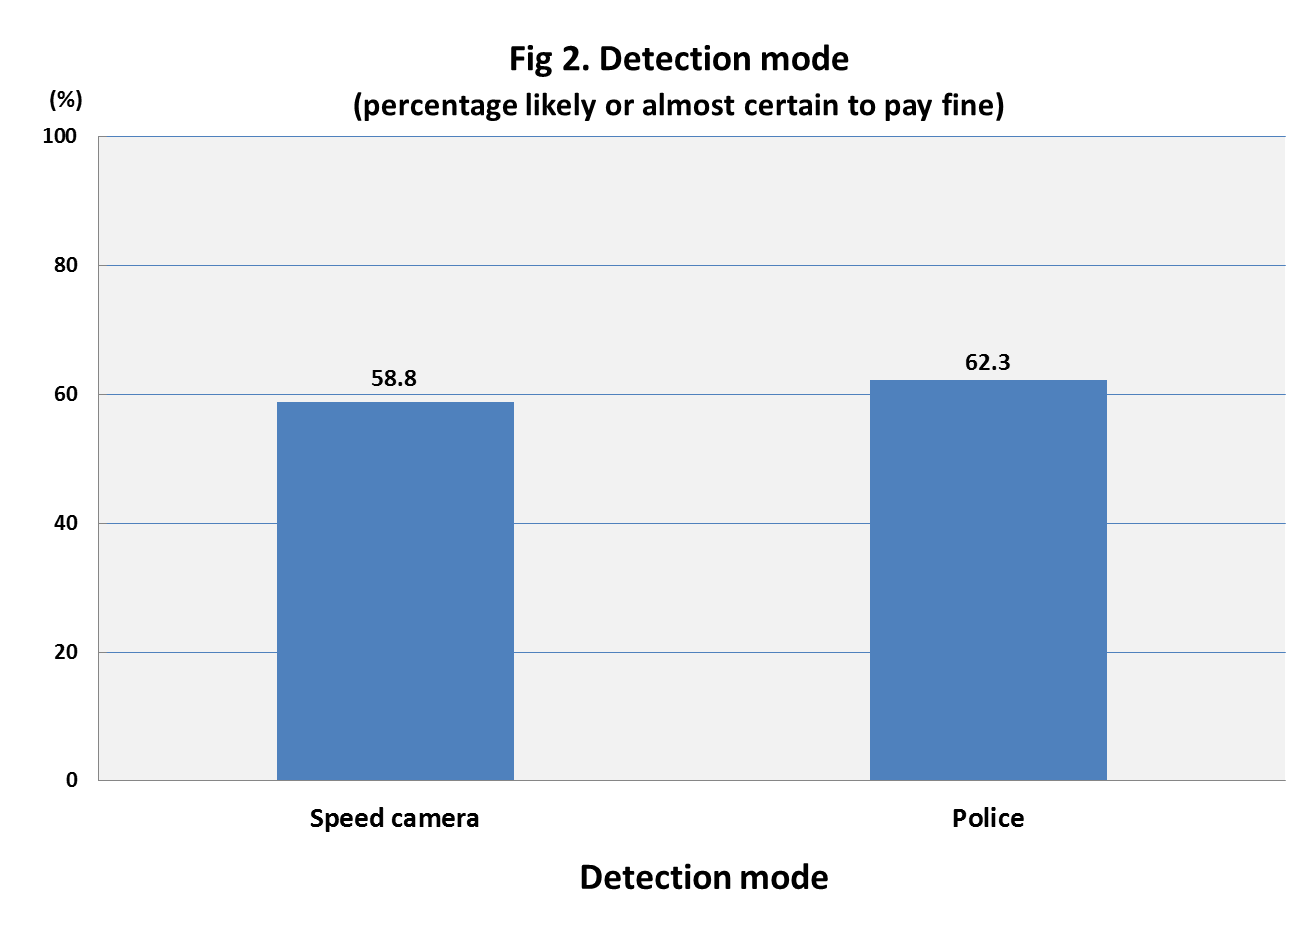 Fig 2. Detection mode
(percentage likely or almost certain to pay fine)
(%)
100
80
60
40
20
0
58.8
62.3
Speed camera
Police
Detection mode